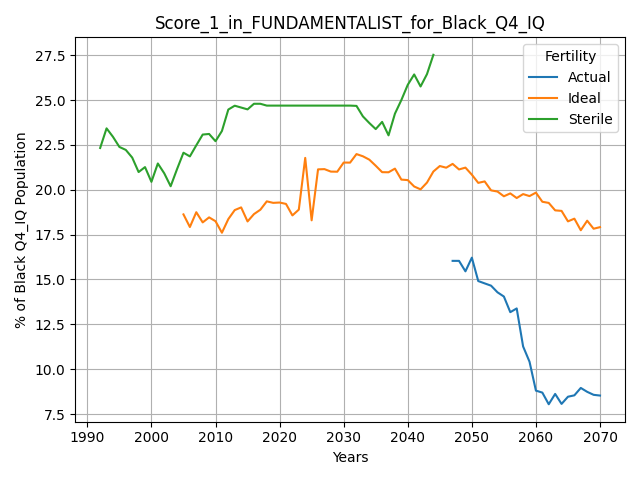 Score_1_in_FUNDAMENTALIST_for_Black_Q4_IQ
% of Black Q4_IQ Population
27.5
25.0
22.5
20.0
17.5
15.0
12.5
10.0
7.5
Fertility
Actual
Ideal
Sterile
1990 2000 2010 2020 2030 2040 2050 2060 2070
Years